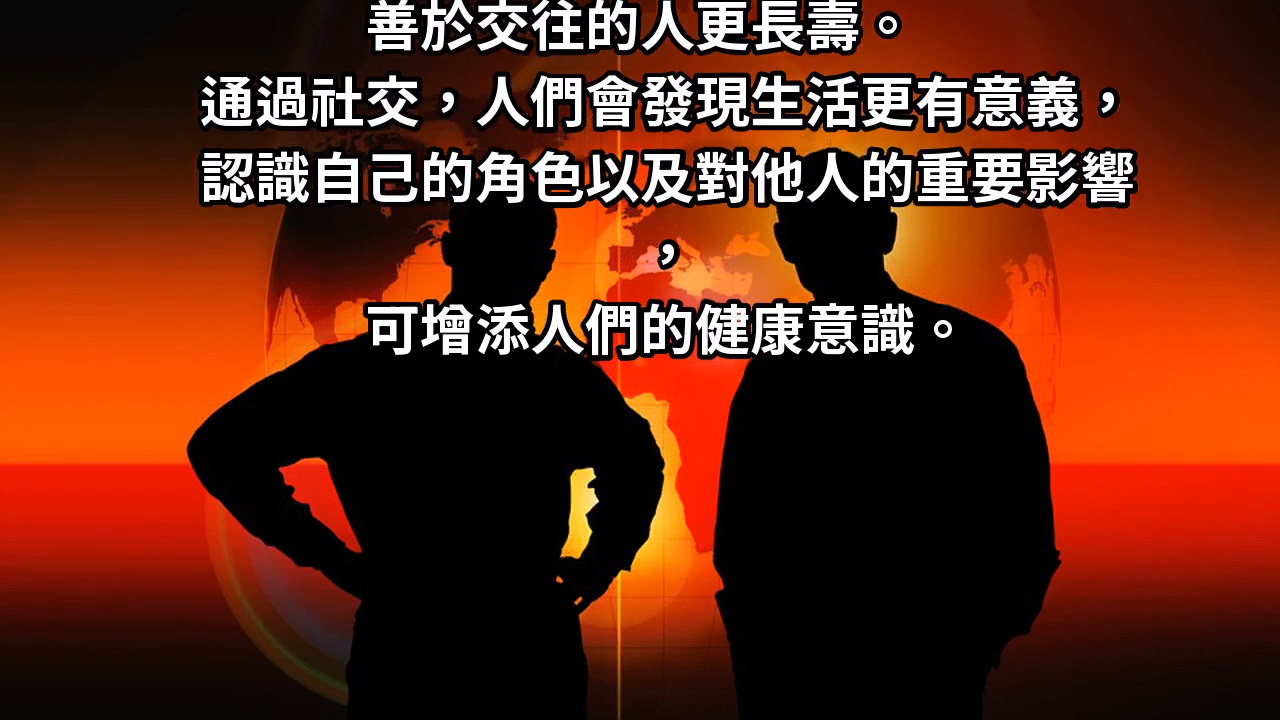 善於交往的人更長壽。
通過社交，人們會發現生活更有意義，
認識自己的角色以及對他人的重要影響
，
可增添人們的健康意識。